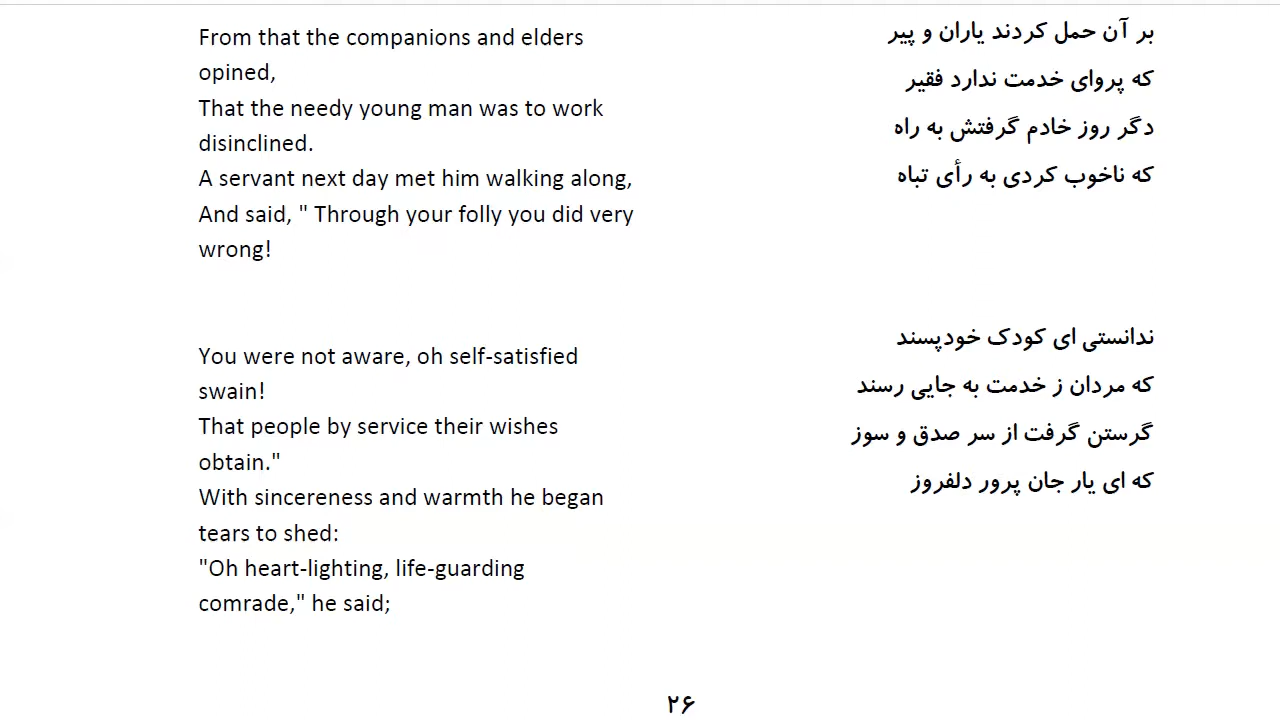 From that the companions and elders
opined,
That the needy young man was to work
disinclined.
A servant next day met him walking along,
And said, " Through your folly you did very
wrong!
بر آن حمل کردند یاران و پیر
که پروای خدمت ندارد فقیر
دگر روز خادم گرفتش به راه
که ناخوب کردی به رأی تباه
You were not aware, oh self-satisfied
swain!
That people by service their wishes
obtain."
With sincereness and warmth he began
tears to shed:
"Oh heart-lighting, life-guarding
comrade," he said;
ندانستی ای کودک خودپسند
که مردان ز خدمت به جایی رسند
گرستن گرفت از سر صدق و سوز
که ای یار جان پرور دلفروز
۲۶